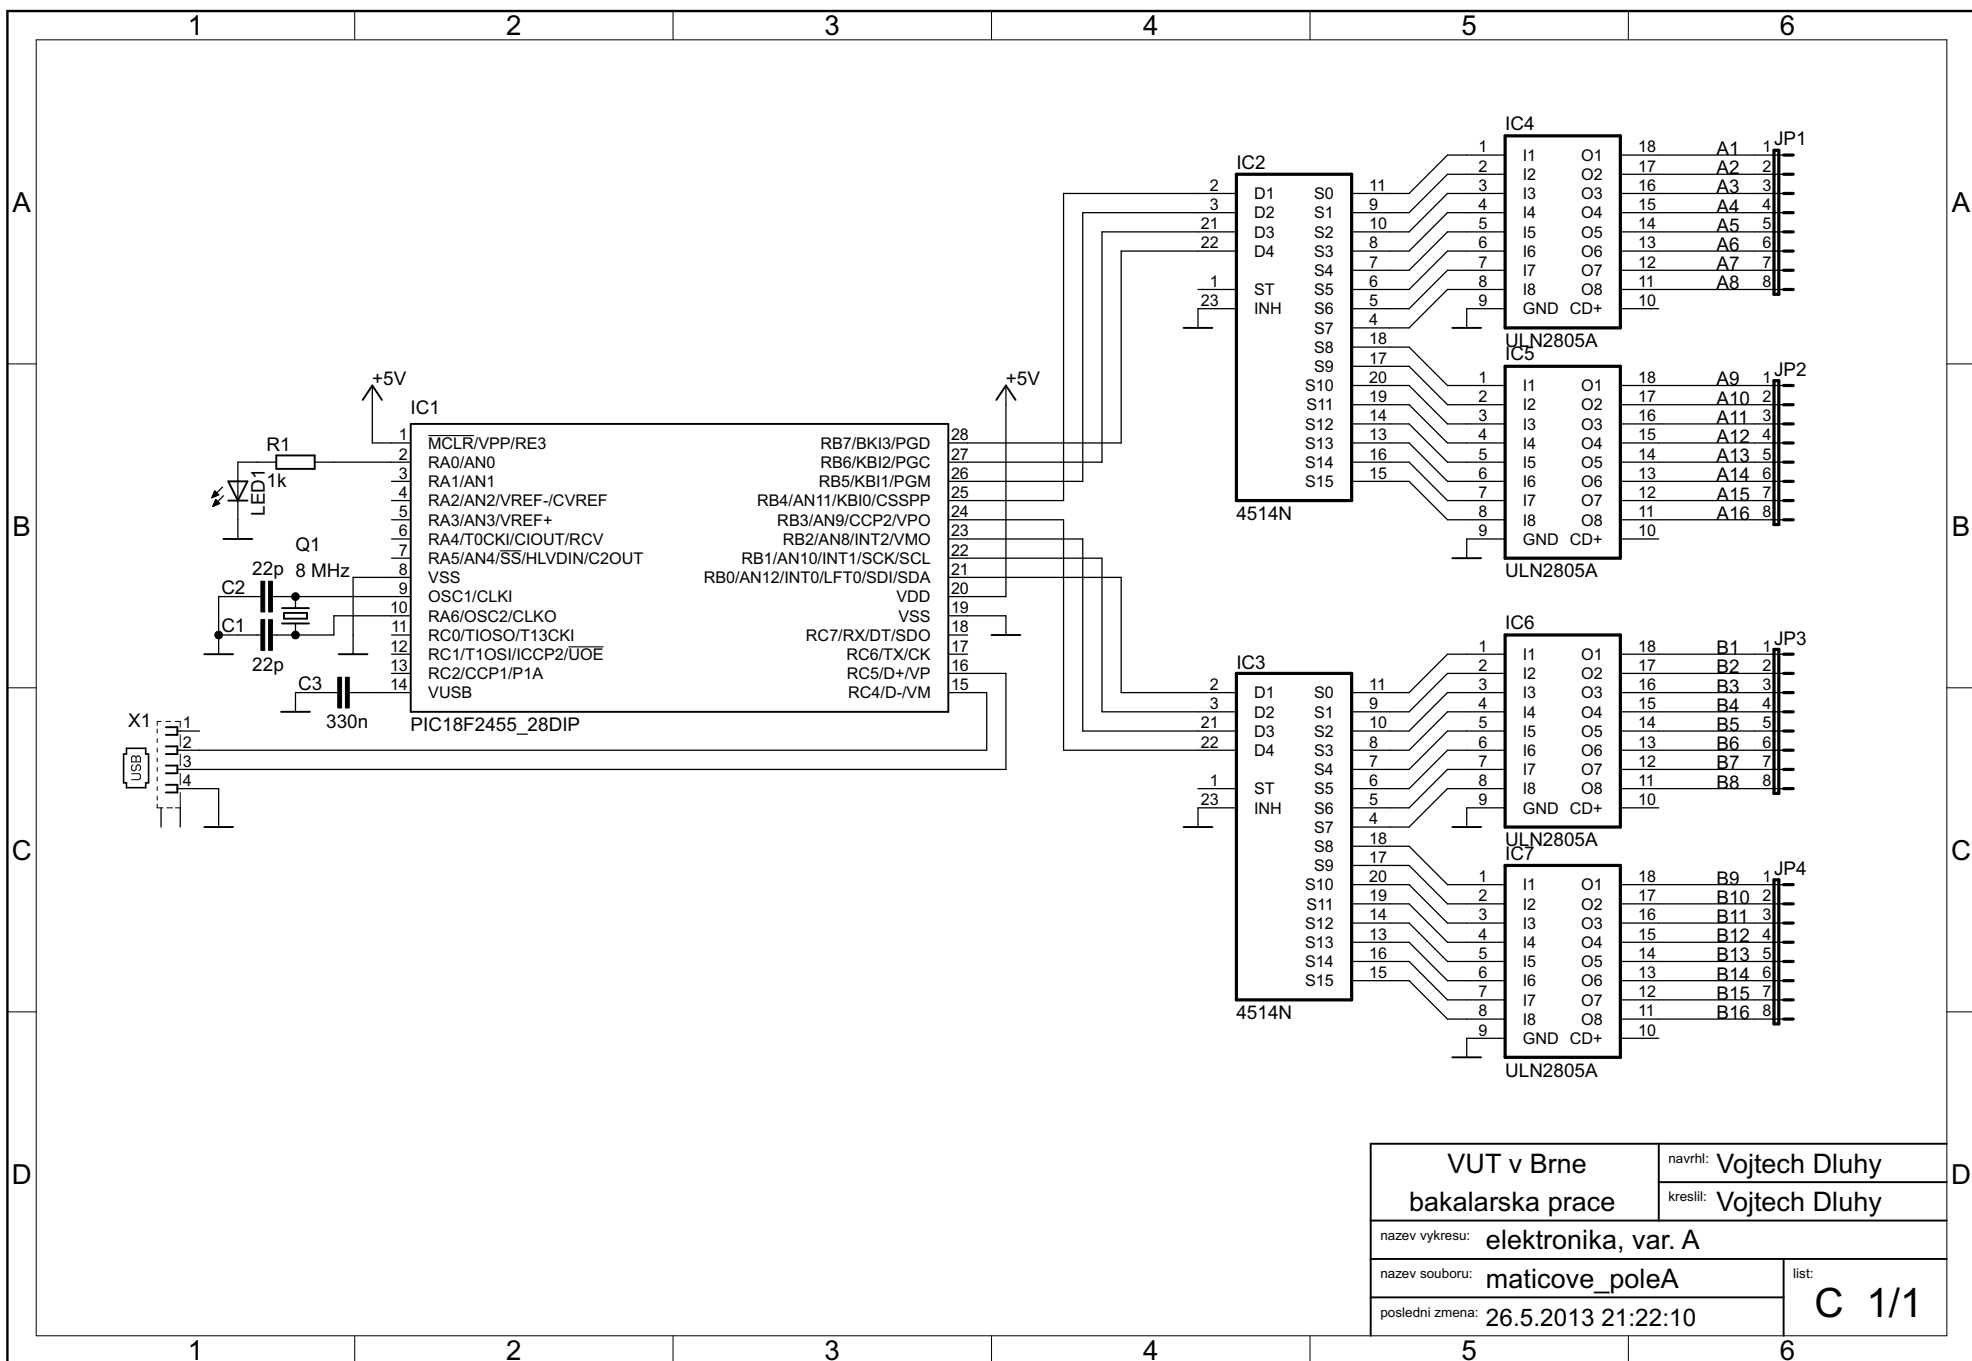 1 2 3 4 5 6
A A
B B
C C
D D
1 2 3 4 5 6
IC1
+5V
+5V
1 MCLR/VPP/RE3 RB7/BKI3/PGD 28
2 RA0/AN0 RB6/KBI2/PGC 27
3 RA1/AN1 RB5/KBI1/PGM 26
4 RA2/AN2/VREF-/CVREF RB4/AN11/KBI0/CSSPP 25
5 RA3/AN3/VREF+ RB3/AN9/CCP2/VPO 24
6 RA4/T0CKI/CIOUT/RCV RB2/AN8/INT2/VMO 23
7 RA5/AN4/SS/HLVDIN/C2OUT RB1/AN10/INT1/SCK/SCL 22
8 VSS RB0/AN12/INT0/LFT0/SDI/SDA 21
9 OSC1/CLKI VDD 20
10 RA6/OSC2/CLKO VSS 19
11 RC0/TIOSO/T13CKI RC7/RX/DT/SDO 18
12 RC1/T1OSI/ICCP2/UOE RC6/TX/CK 17
13 RC2/CCP1/P1A RC5/D+/VP 16
14 VUSB RC4/D-/VM 15
PIC18F2455_28DIP
R1
1k
LED1
Q1
8 MHz
22p
C2
C1
22p
C3
330n
X1
USB
1
2
3
4
IC2
2 D1 S0 11
3 D2 S1 9
21 D3 S2 10
22 D4 S3 8
S4 7
1 ST S5 6
23 INH S6 5
S7 4
S8 18
S9 17
S10 20
S11 19
S12 14
S13 13
S14 16
S15 15
4514N
IC3
2 D1 S0 11
3 D2 S1 9
21 D3 S2 10
22 D4 S3 8
S4 7
1 ST S5 6
23 INH S6 5
S7 4
S8 18
S9 17
S10 20
S11 19
S12 14
S13 13
S14 16
S15 15
4514N
IC4
JP1
1 I1 O1 18 A1 1
2 I2 O2 17 A2 2
3 I3 O3 16 A3 3
4 I4 O4 15 A4 4
5 I5 O5 14 A5 5
6 I6 O6 13 A6 6
7 I7 O7 12 A7 7
8 I8 O8 11 A8 8
9 GND CD+ 10
ULN2805A
IC5
JP2
1 I1 O1 18 A9 1
2 I2 O2 17 A10 2
3 I3 O3 16 A11 3
4 I4 O4 15 A12 4
5 I5 O5 14 A13 5
6 I6 O6 13 A14 6
7 I7 O7 12 A15 7
8 I8 O8 11 A16 8
9 GND CD+ 10
ULN2805A
IC6
JP3
1 I1 O1 18 B1 1
2 I2 O2 17 B2 2
3 I3 O3 16 B3 3
4 I4 O4 15 B4 4
5 I5 O5 14 B5 5
6 I6 O6 13 B6 6
7 I7 O7 12 B7 7
8 I8 O8 11 B8 8
9 GND CD+ 10
ULN2805A
IC7
JP4
1 I1 O1 18 B9 1
2 I2 O2 17 B10 2
3 I3 O3 16 B11 3
4 I4 O4 15 B12 4
5 I5 O5 14 B13 5
6 I6 O6 13 B14 6
7 I7 O7 12 B15 7
8 I8 O8 11 B16 8
9 GND CD+ 10
ULN2805A
VUT v Brne
bakalarska prace
navrhl: Vojtech Dluhy
kreslil: Vojtech Dluhy
nazev vykresu: elektronika, var. A
nazev souboru: maticove_poleA
posledni zmena: 26.5.2013 21:22:10
list:
C 1/1